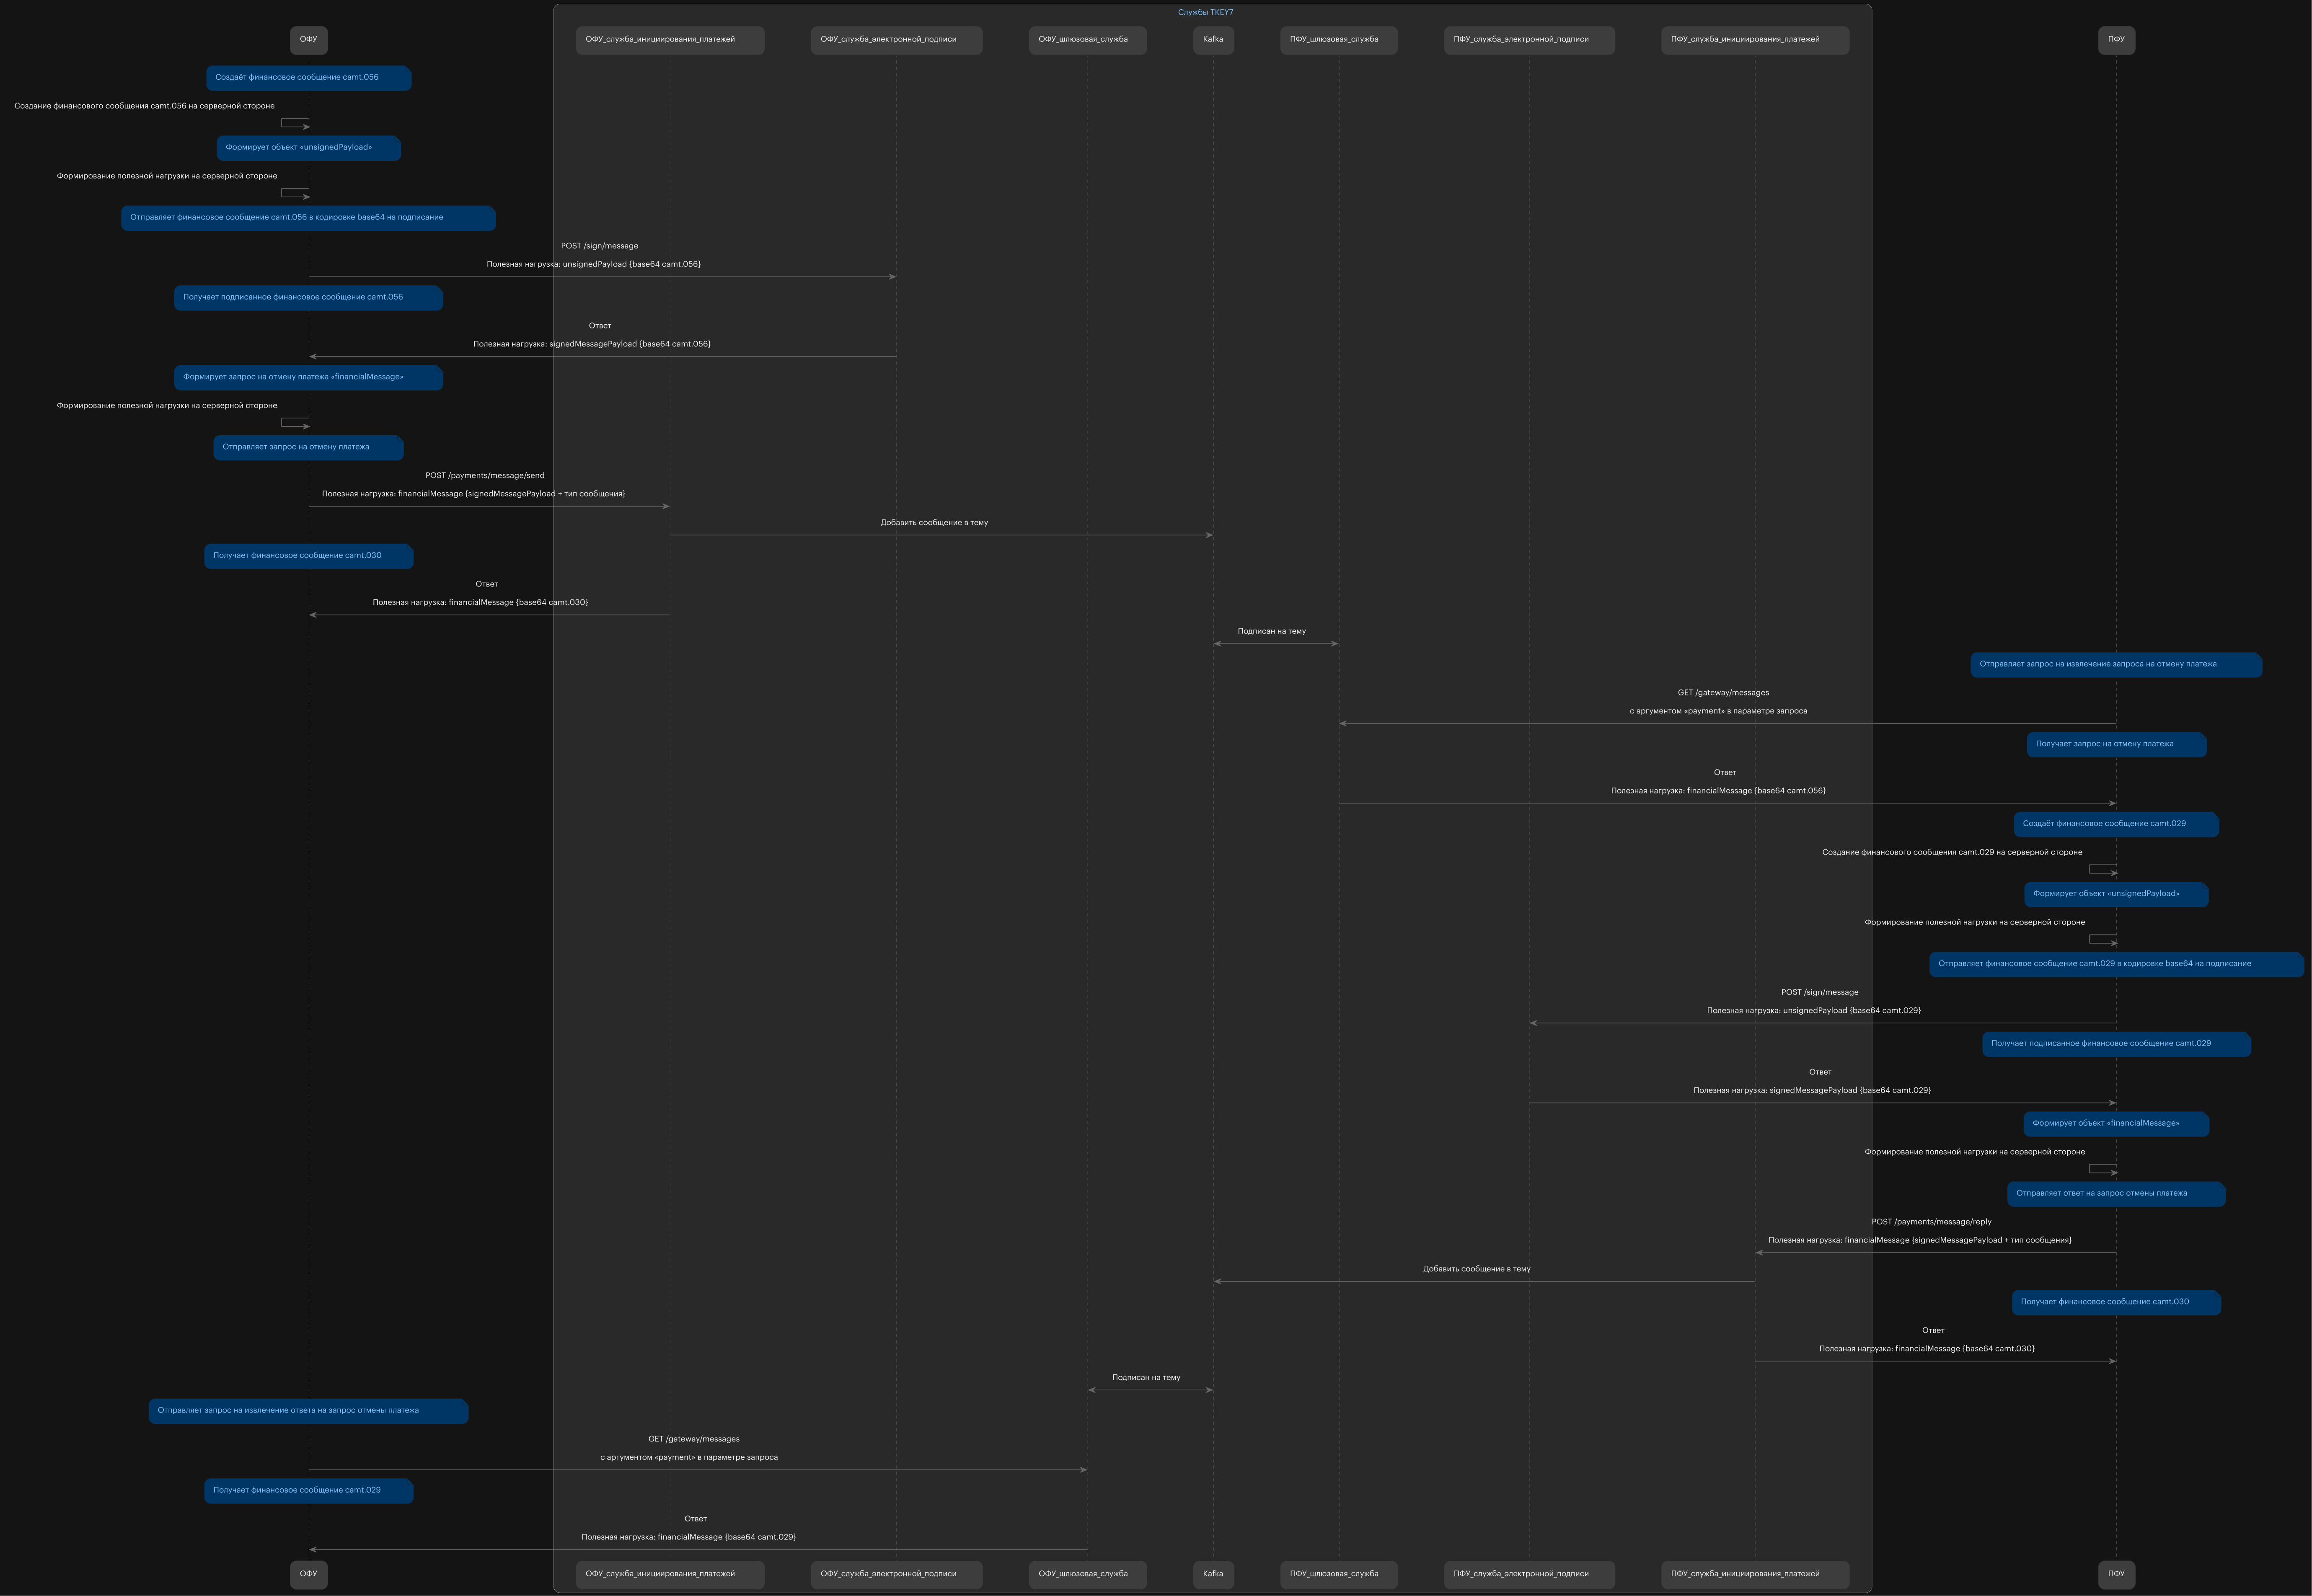 Службы TKEY7
ОФУ
ОФУ_служба_инициирования_платежей
ОФУ_служба_электронной_подписи
ОФУ_шлюзовая_служба
Kafka
ПФУ_шлюзовая_служба
ПФУ_служба_электронной_подписи
ПФУ_служба_инициирования_платежей
ПФУ
Создаёт финансовое сообщение camt.056
Создание финансового сообщения camt.056 на серверной стороне
Формирует объект «unsignedPayload»
Формирование полезной нагрузки на серверной стороне
Отправляет финансовое сообщение camt.056 в кодировке base64 на подписание
POST /sign/message
Полезная нагрузка: unsignedPayload {base64 camt.056}
Получает подписанное финансовое сообщение camt.056
Ответ
Полезная нагрузка: signedMessagePayload {base64 camt.056}
Формирует запрос на отмену платежа «financialMessage»
Формирование полезной нагрузки на серверной стороне
Отправляет запрос на отмену платежа
POST /payments/message/send
Полезная нагрузка: financialMessage {signedMessagePayload + тип сообщения}
Добавить сообщение в тему
Получает финансовое сообщение camt.030
Ответ
Полезная нагрузка: financialMessage {base64 camt.030}
Подписан на тему
Отправляет запрос на извлечение запроса на отмену платежа
GET /gateway/messages
с аргументом «payment» в параметре запроса
Получает запрос на отмену платежа
Ответ
Полезная нагрузка: financialMessage {base64 camt.056}
Создаёт финансовое сообщение camt.029
Создание финансового сообщения camt.029 на серверной стороне
Формирует объект «unsignedPayload»
Формирование полезной нагрузки на серверной стороне
Отправляет финансовое сообщение camt.029 в кодировке base64 на подписание
POST /sign/message
Полезная нагрузка: unsignedPayload {base64 camt.029}
Получает подписанное финансовое сообщение camt.029
Ответ
Полезная нагрузка: signedMessagePayload {base64 camt.029}
Формирует объект «financialMessage»
Формирование полезной нагрузки на серверной стороне
Отправляет ответ на запрос отмены платежа
POST /payments/message/reply
Полезная нагрузка: financialMessage {signedMessagePayload + тип сообщения}
Добавить сообщение в тему
Получает финансовое сообщение camt.030
Ответ
Полезная нагрузка: financialMessage {base64 camt.030}
Подписан на тему
Отправляет запрос на извлечение ответа на запрос отмены платежа
GET /gateway/messages
с аргументом «payment» в параметре запроса
Получает финансовое сообщение camt.029
Ответ
Полезная нагрузка: financialMessage {base64 camt.029}
ОФУ
ОФУ_служба_инициирования_платежей
ОФУ_служба_электронной_подписи
ОФУ_шлюзовая_служба
Kafka
ПФУ_шлюзовая_служба
ПФУ_служба_электронной_подписи
ПФУ_служба_инициирования_платежей
ПФУ